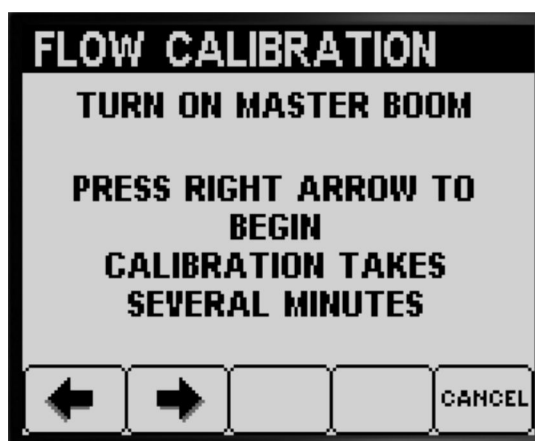 FLOW CALIBRATION
TURN ON MASTER BOOM
PRESS RIGHT ARROW TO
BEGIN
CALIBRATION TAKES
SEVERAL MINUTES
CANCEL